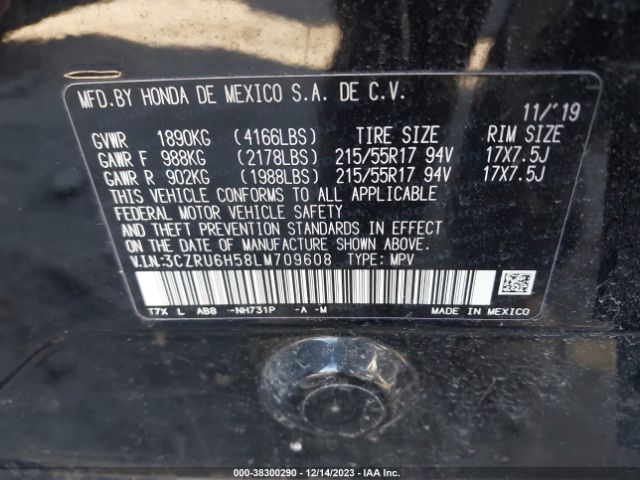 MFD.BY HONDA DE MEXICO S.A. DE C.V.
11/'19
GVWR 1890KG (4166LBS) TIRE SIZE RIM SIZE
GAWR F 988KG (2178LBS) 215/55R17 94V 17X7.5J
GAWR R 902KG (1988LBS) 215/55R17 94V 17X7.5J
THIS VEHICLE CONFORMS TO ALL APPLICABLE
FEDERAL MOTOR VEHICLE SAFETY
AND THEFT PREVENTION STANDARDS IN EFFECT
ON THE DATE OF MANUFACTURE SHOWN ABOVE.
V.I.N:3CZRU6H58LM709608 TYPE: MPV
T7X L AB8 -NH731P -A -M MADE IN MEXICO
000-38300290 - 12/14/2023 - IAA Inc.